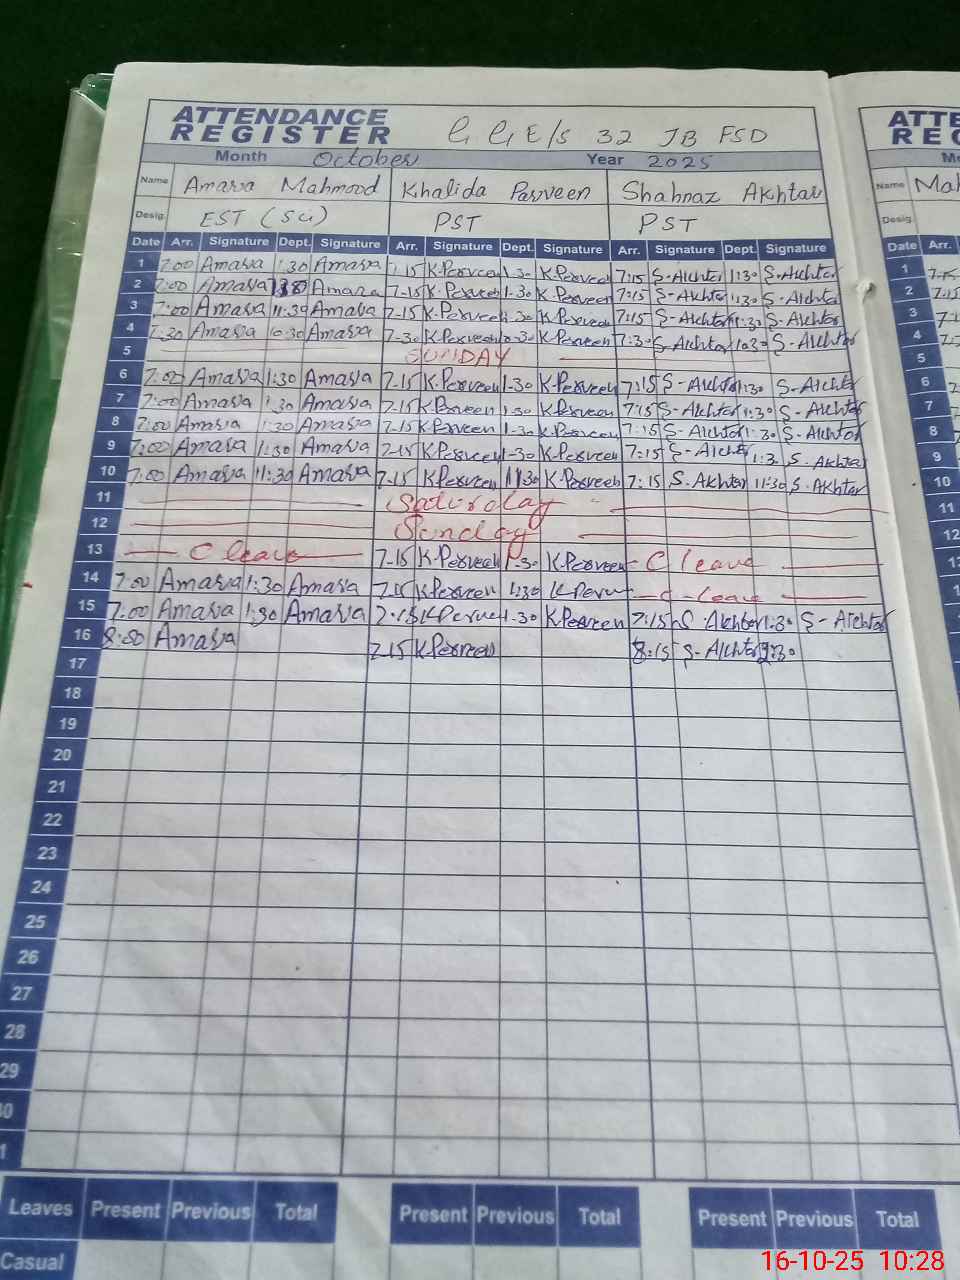 ATTENDANCE
REGISTER G G E/S 32 JB FSD
Month October Year 2025
Name Amara Mahmood Khalida Parveen Shahnaz Akhtar
Desig. EST (Sci) PST PST
Date Arr. Signature Dept. Signature Arr. Signature Dept. Signature Arr. Signature Dept. Signature
1 7:00 Amara 1:30 Amara 7-15 K.Perveen 1-30 K.Perveen 7:15 S-Akhtar 1:30 S-Akhtar
2 7:00 Amara Amara 7-15 K.Perveen 1-30 K.Perveen 7:15 S-Akhtar 1:30 S-Akhtar
3 7:00 Amara 11:30 Amara 7-15 K.Perveen K.Perveen 7:15 S-Akhtar 11:30 S-Akhtar
4 7:30 Amara 10:30 Amara 7-30 K.Perveen K.Perveen 7:30 S-Akhtar 10:30 S-Akhtar
5 SUNDAY
6 7:00 Amara 1:30 Amara 7-15 K.Perveen 1-30 K.Perveen 7:15 S-Akhtar 1:30 S-Akhtar
7 7:00 Amara 1:30 Amara 7-15 K.Perveen 1-30 K.Perveen 7:15 S-Akhtar 1:30 S-Akhtar
8 7:00 Amara 1:30 Amara 7-15 K.Perveen 1-30 K.Perveen 7:15 S-Akhtar 1:30 S-Akhtar
9 7:00 Amara 1:30 Amara 7-15 K.Perveen 1-30 K.Perveen 7:15 S-Akhtar 1:3 S.Akhtar
10 7:00 Amara 11:30 Amara 7-15 K.Perveen 11:30 K.Perveen 7:15 S.Akhtar 11:30 S.Akhtar
11 Saturday
12 Sunday
13 C leave 7-15 K.Perveen 1-30 K.Perveen C leave
14 7:00 Amara 1:30 Amara 7-15 K.Perveen 1:30 C-leave
15 7:00 Amara 1:30 Amara 7:15 1-30 K.Perveen 7:15 S.Akhtar 1:30 S-Akhtar
16 8:00 Amara 7-15 K.Perveen 8:15 S-Akhtar
17
18
19
20
21
22
23
24
25
26
27
28
29
Leaves Present Previous Total Present Previous Total Present Previous Total
Casual
16-10-25 10:28